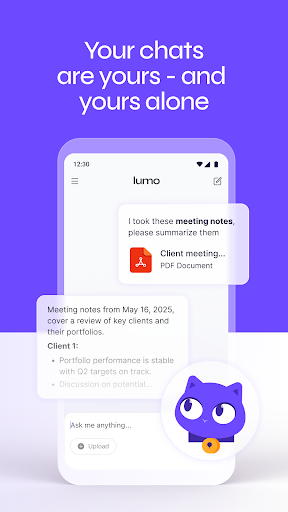 Your chats
are yours - and
yours alone
12:30
lumo
I took these meeting notes,
please summarize them
Client meeting...
PDF Document
Meeting notes from May 16, 2025,
cover a review of key clients and
their portfolios.
Client 1:
• Portfolio performance is stable
with Q2 targets on track.
• Discussion on potential...
Ask me anything...
Upload